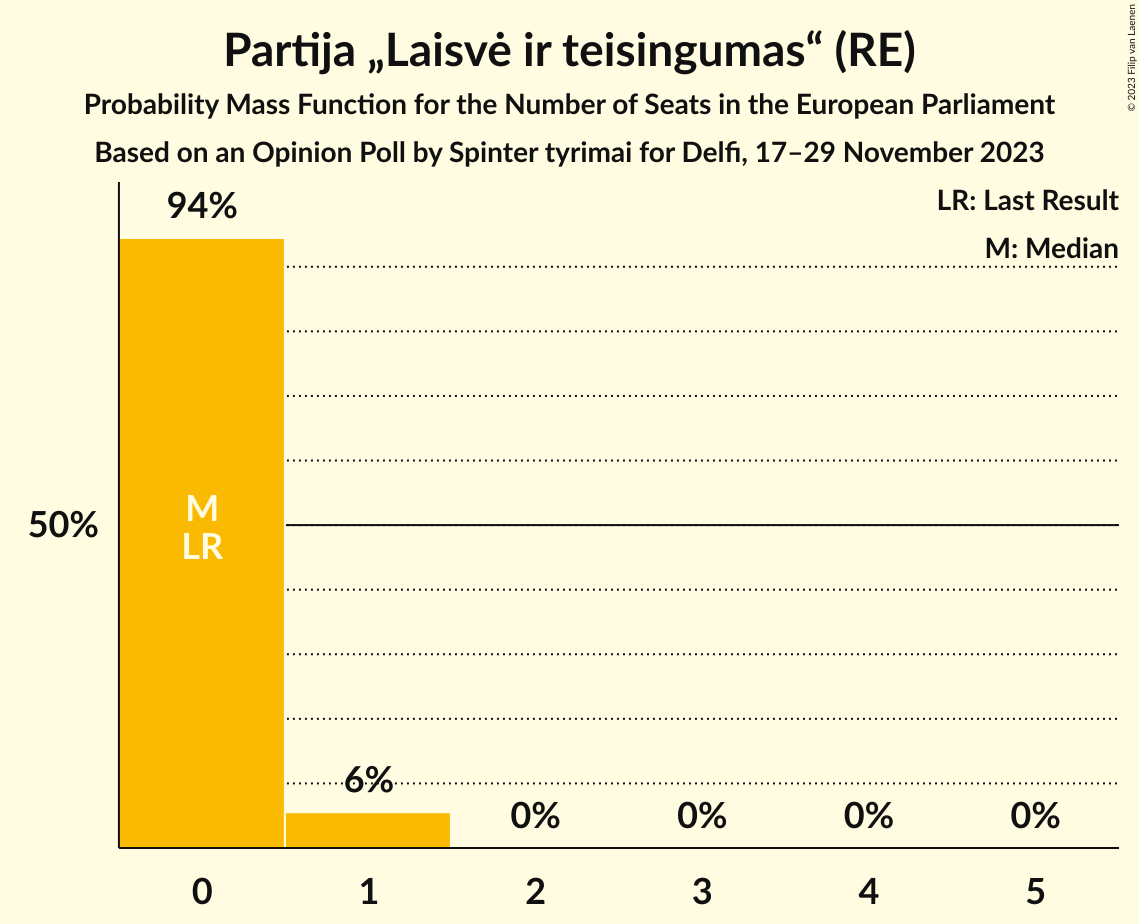 Partija „Laisvė ir teisingumas“ (RE)
Probability Mass Function for the Number of Seats in the European Parliament
Based on an Opinion Poll by Spinter tyrimai for Delfi, 17–29 November 2023
© 2023 Filip van Laenen
LR: Last Result
M: Median
94%
50%
M
LR
6%
0%
0%
0%
0%
0
1
2
3
4
5